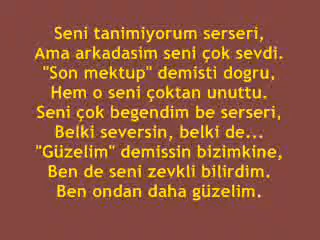 Seni tanimiyorum serseri,
Ama arkadasim seni çok sevdi.
"Son mektup" demisti dogru,
Hem o seni çoktan unuttu.
Seni çok begendim be serseri,
Belki seversin, belki de...
"Güzelim" demissin bizimkine,
Ben de seni zevkli bilirdim.
Ben ondan daha güzelim.